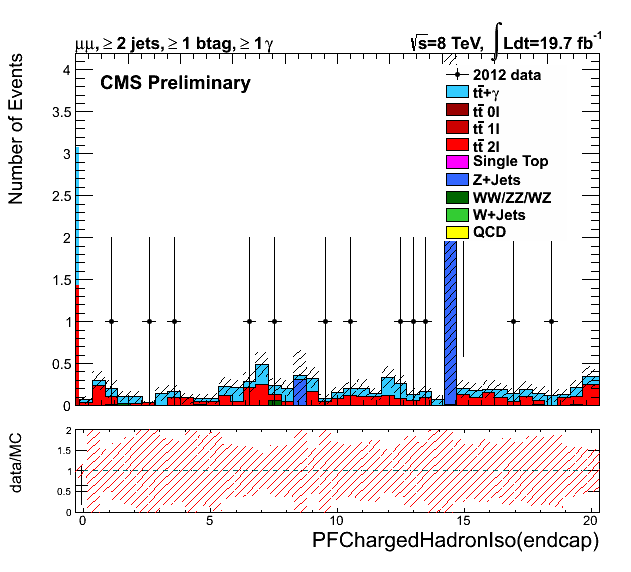 μμ, ≥ 2 jets, ≥ 1 btag, ≥ 1γ
√s=8 TeV, ∫Ldt=19.7 fb⁻¹
CMS Preliminary
Number of Events
4
3.5
3
2.5
2
1.5
1
0.5
0
2012 data
tt̄+γ
tt̄ 0l
tt̄ 1l
tt̄ 2l
Single Top
Z+Jets
WW/ZZ/WZ
W+Jets
QCD
data/MC
2
1.5
1
0.5
0
0 5 10 15 20
PFChargedHadronIso(endcap)